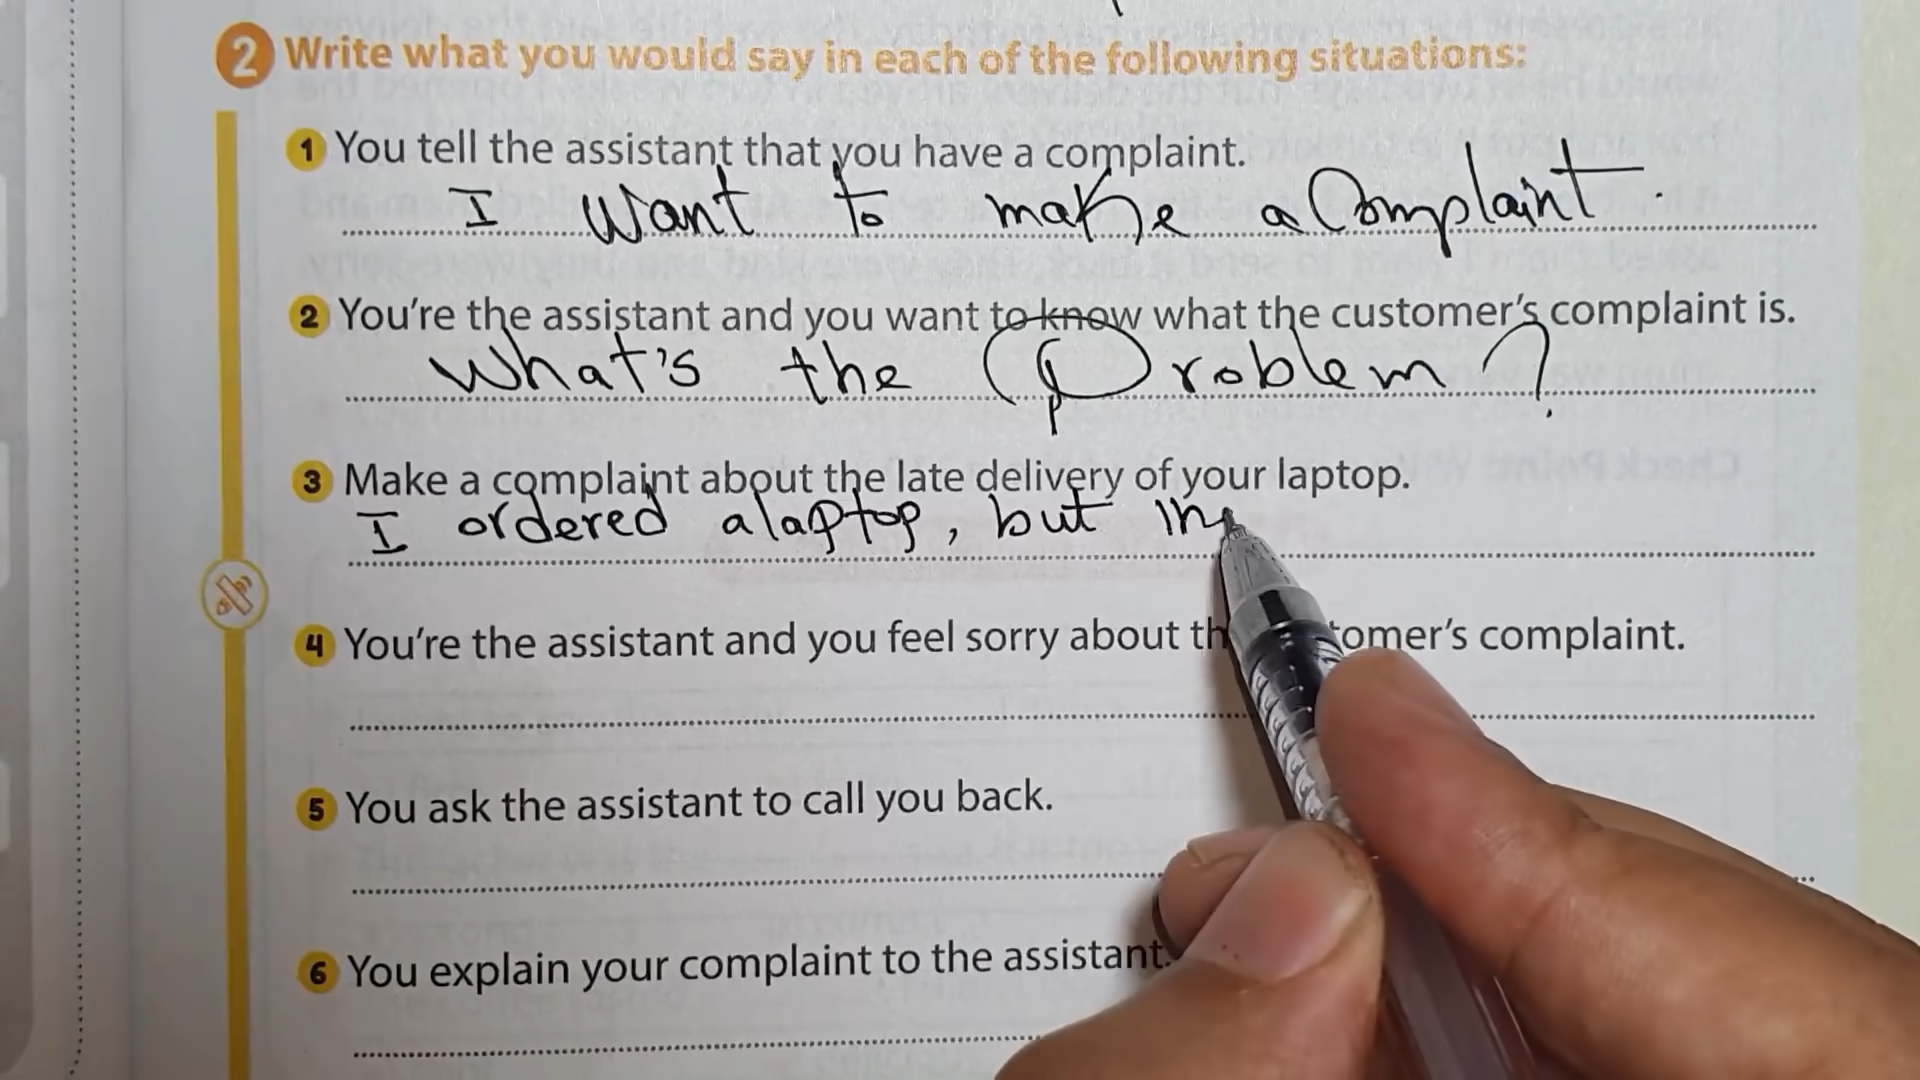 2 Write what you would say in each of the following situations:
1 You tell the assistant that you have a complaint.
I want to make a complaint.
2 You're the assistant and you want to know what the customer's complaint is.
What's the Problem?
3 Make a complaint about the late delivery of your laptop.
I ordered a laptop, but
4 You're the assistant and you feel sorry about complaint.
5 You ask the assistant to call you back.
6 You explain your complaint to the assistant.